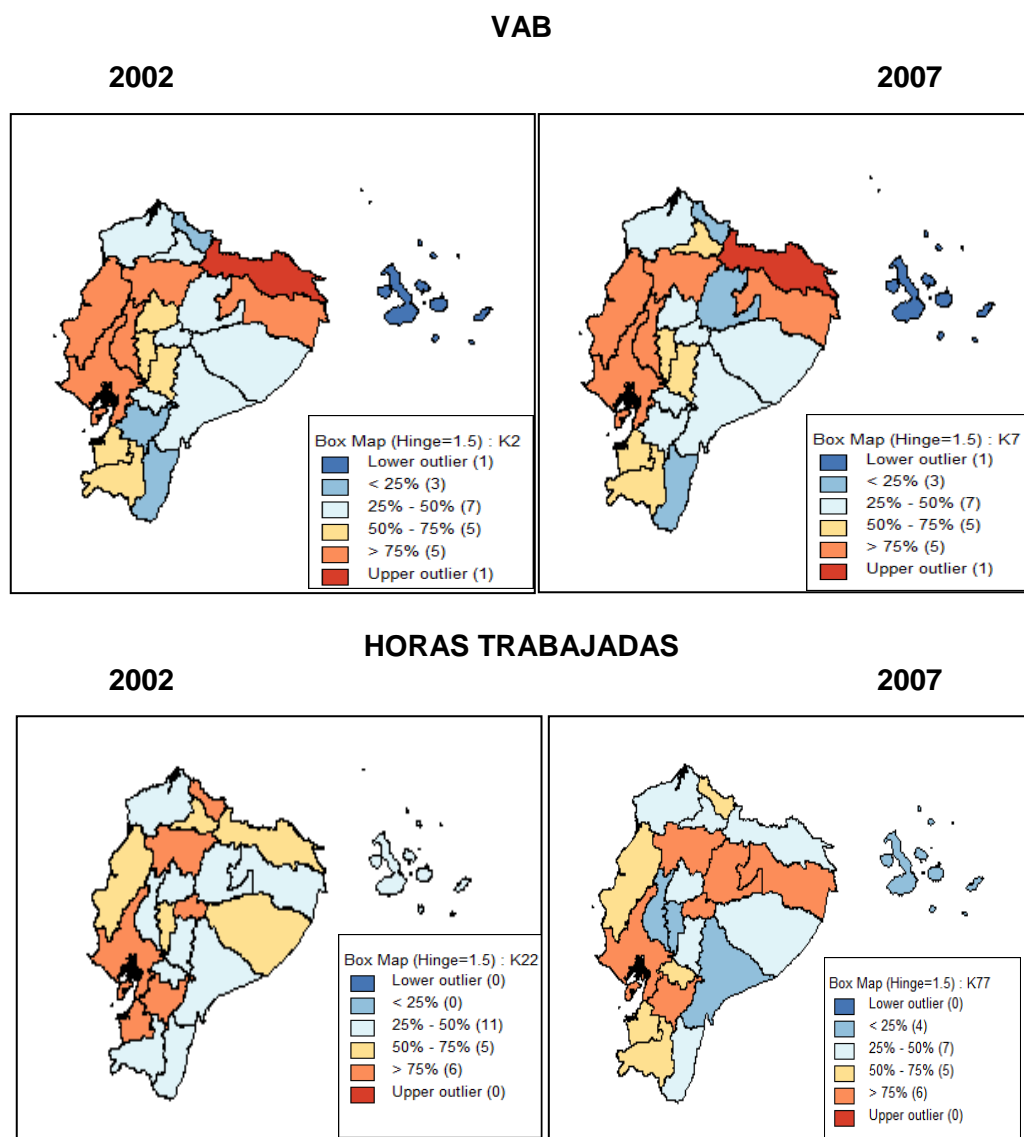 VAB
2002
2007
Box Map (Hinge=1.5) : K2
Lower outlier (1)
< 25% (3)
25% - 50% (7)
50% - 75% (5)
> 75% (5)
Upper outlier (1)
Box Map (Hinge=1.5) : K7
Lower outlier (1)
< 25% (3)
25% - 50% (7)
50% - 75% (5)
> 75% (5)
Upper outlier (1)
HORAS TRABAJADAS
2002
2007
Box Map (Hinge=1.5) : K22
Lower outlier (0)
< 25% (0)
25% - 50% (11)
50% - 75% (5)
> 75% (6)
Upper outlier (0)
Box Map (Hinge=1.5) : K77
Lower outlier (0)
< 25% (4)
25% - 50% (7)
50% - 75% (5)
> 75% (6)
Upper outlier (0)